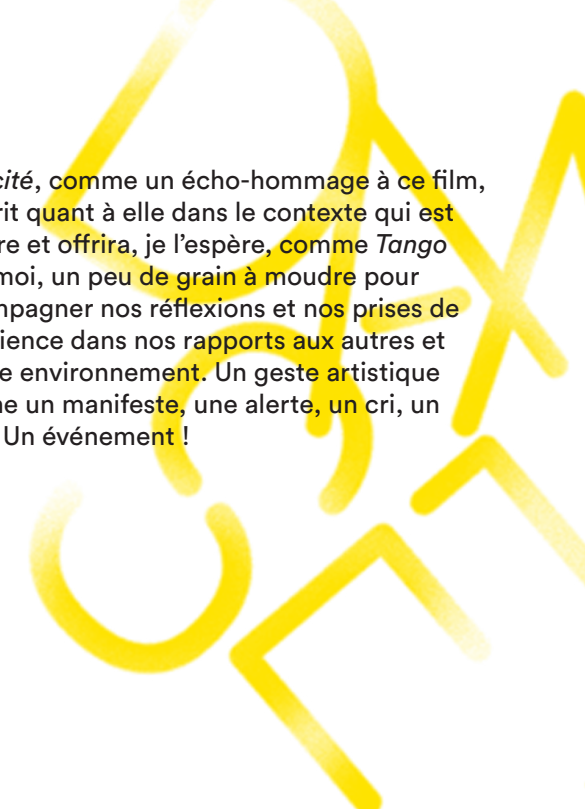 cité, comme un écho-hommage à ce film,
rit quant à elle dans le contexte qui est
re et offrira, je l’espère, comme Tango
moi, un peu de grain à moudre pour
mpagner nos réflexions et nos prises de
ience dans nos rapports aux autres et
e environnement. Un geste artistique
ne un manifeste, une alerte, un cri, un
Un événement !